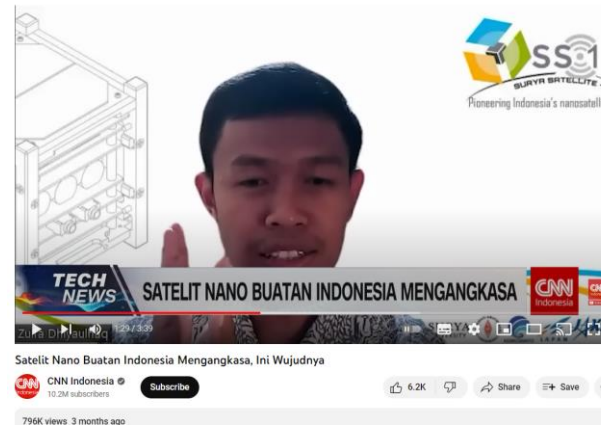 SS 1
SURYA SATELLITE
Pioneering Indonesia's nanosatell
TECH
NEWS
SATELIT NANO BUATAN INDONESIA MENGANGKASA
CNN
Indonesia
CNN
1:29 / 3:39
Satelit Nano Buatan Indonesia Mengangkasa, Ini Wujudnya
CNN Indonesia
10.2M subscribers
Subscribe
6.2K
Share
Save
796K views 3 months ago